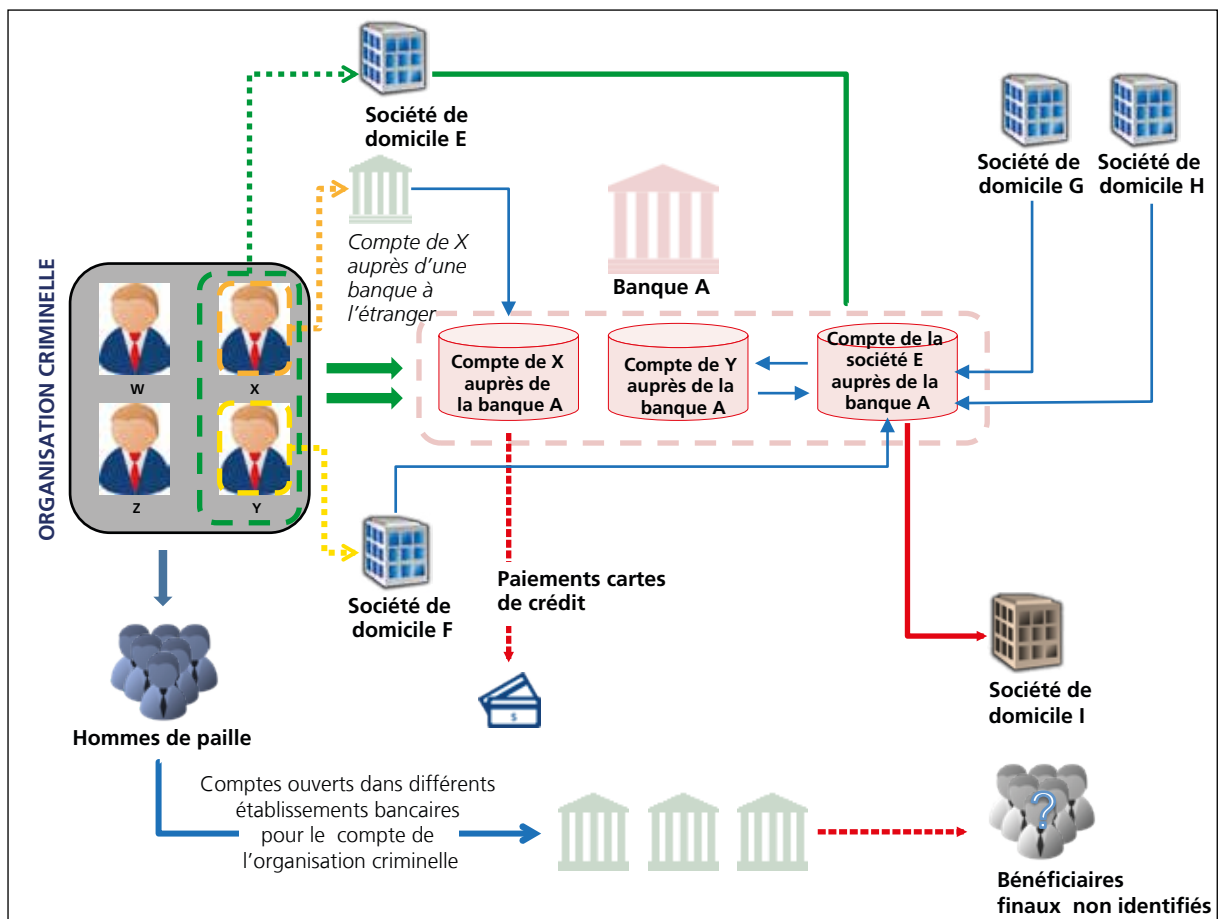 Société de
domicile E
Société de
domicile G
Société de
domicile H
Compte de X
auprès d’une
banque à
l’étranger
Banque A
ORGANISATION CRIMINELLE
W
X
Z
Y
Compte de X
auprès de
la banque A
Compte de Y
auprès de la
banque A
Compte de la
société E
auprès de la
banque A
Société de
domicile F
Paiements cartes
de crédit
$
Société de
domicile I
Hommes de paille
Comptes ouverts dans différents
établissements bancaires
pour le compte de
l’organisation criminelle
?
Bénéficiaires
finaux non identifiés